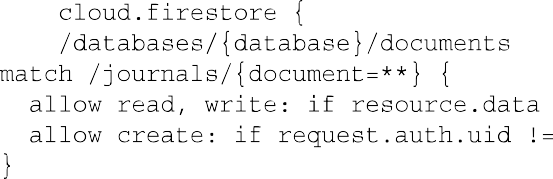 cloud.firestore {
/databases/{database}/documents
match /journals/{document=**} {
allow read, write: if resource.data
allow create: if request.auth.uid !=
}